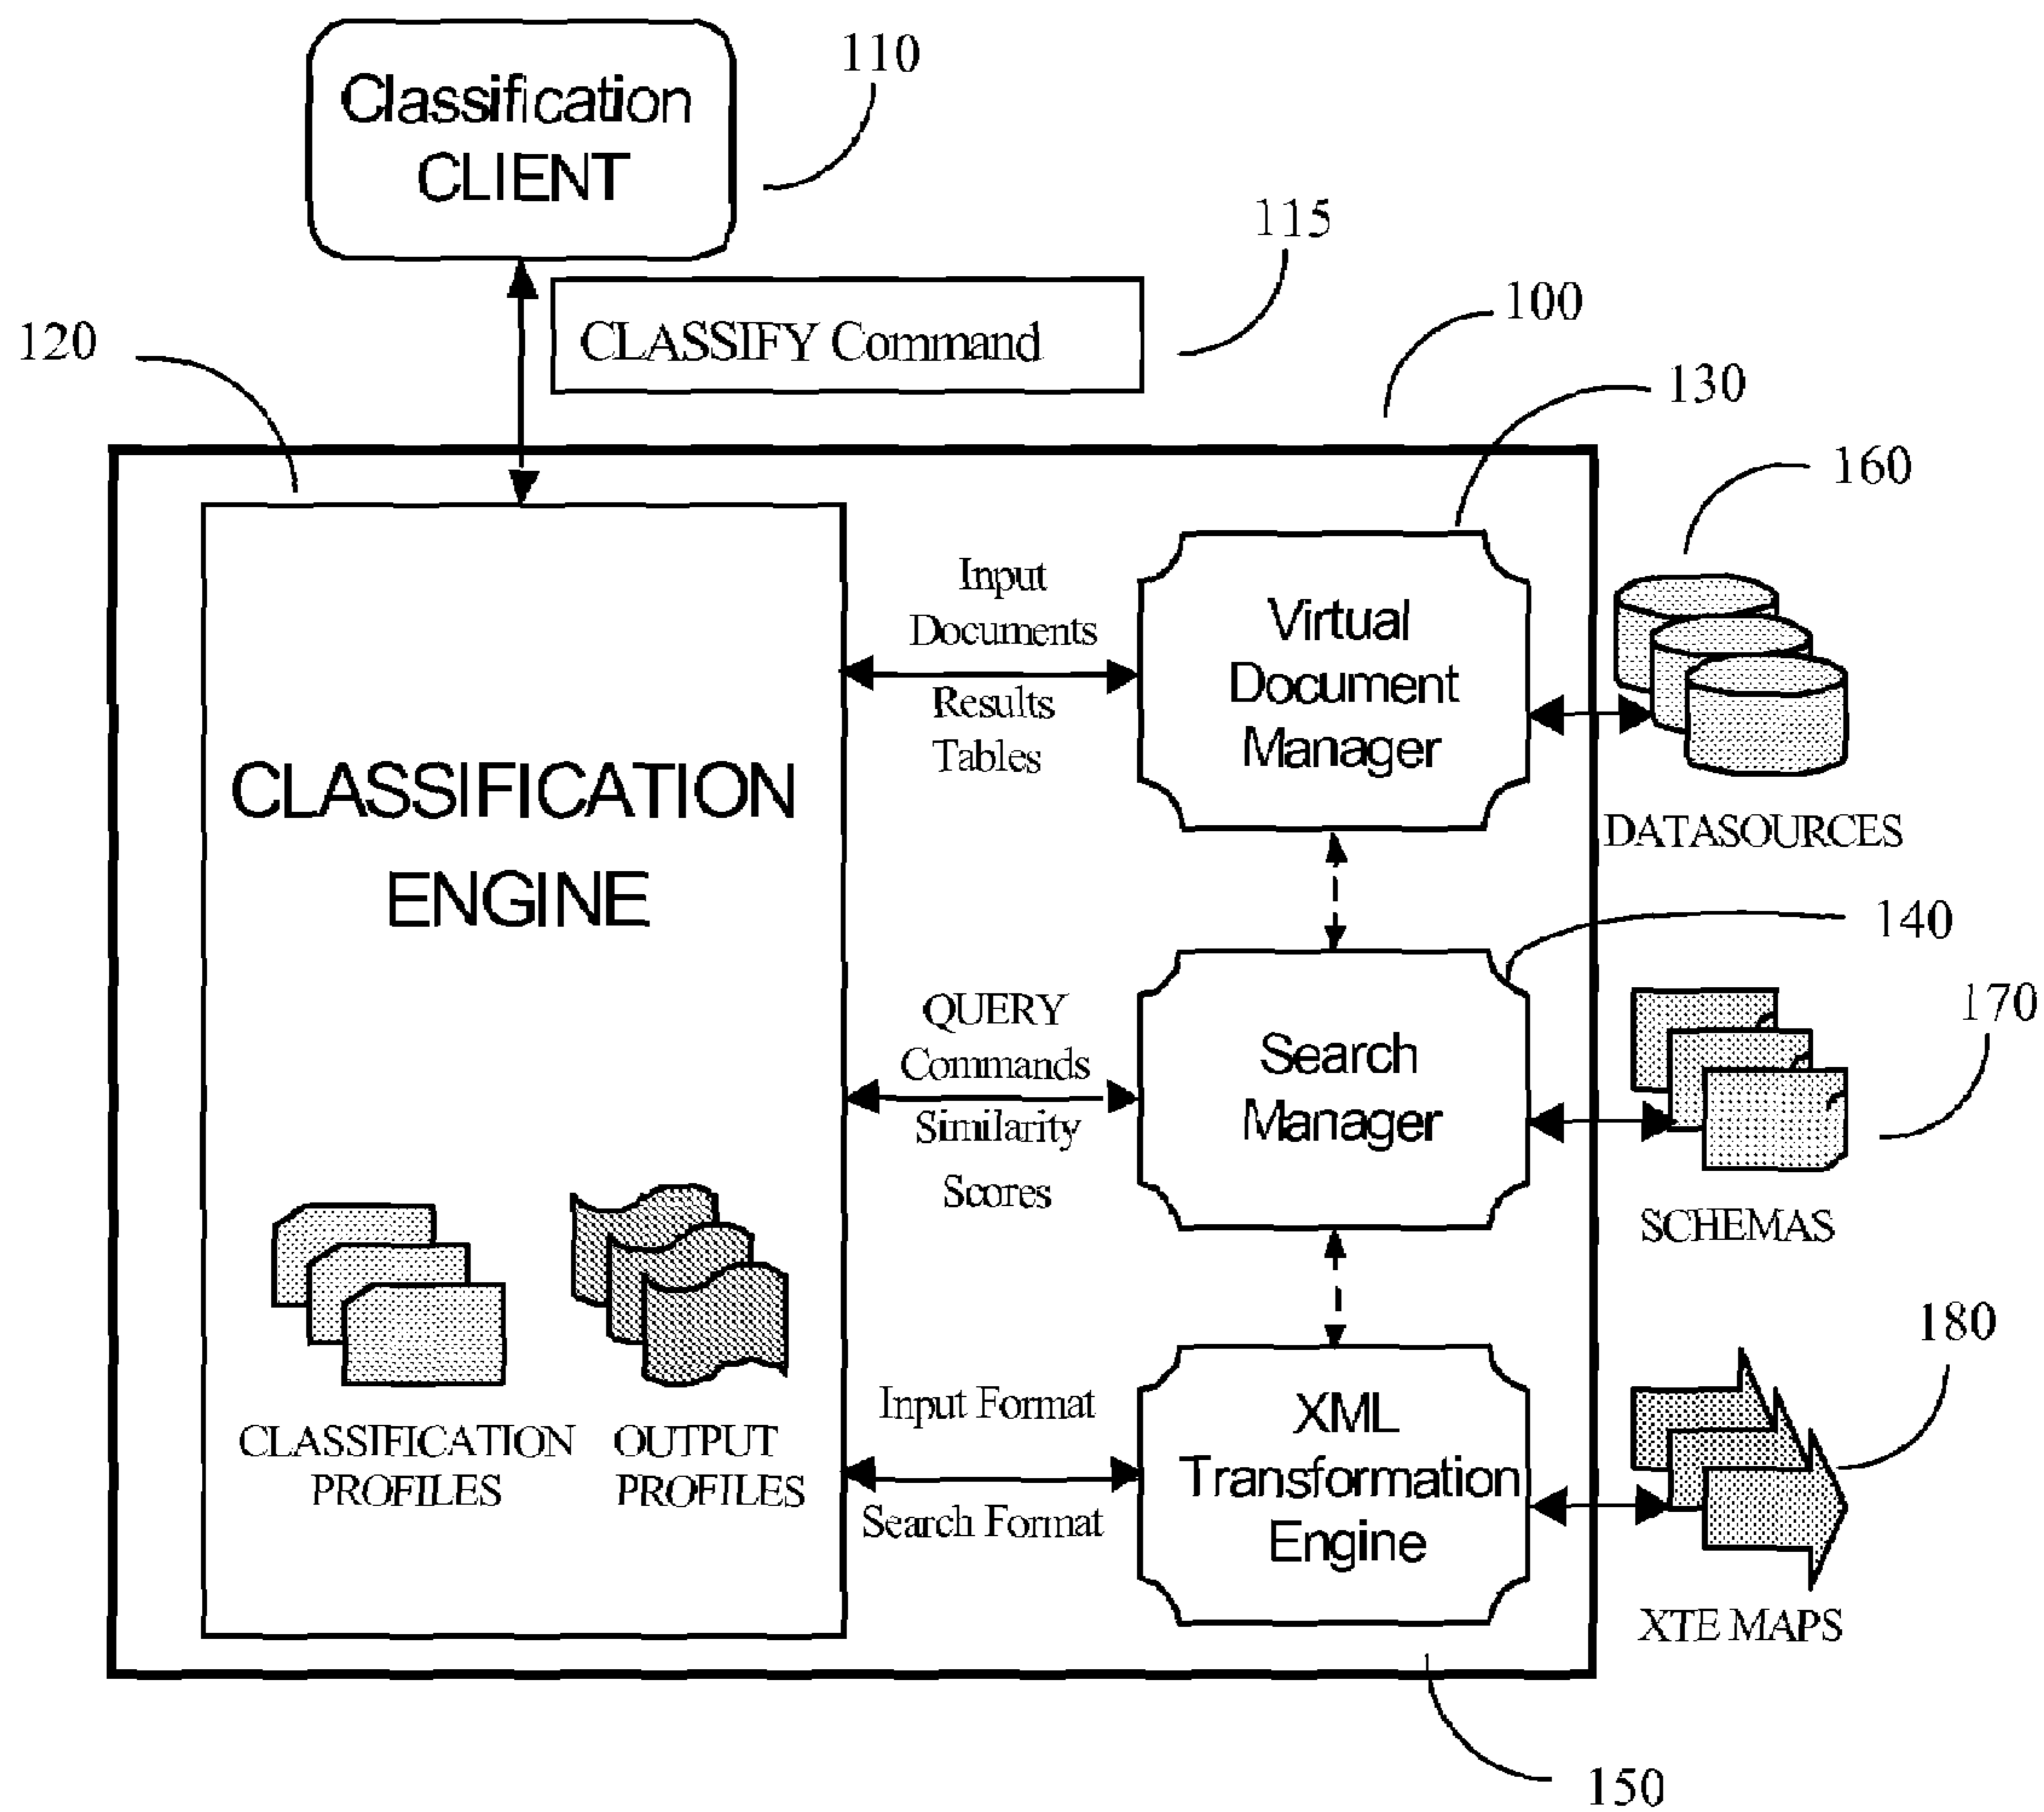 110
Classification
CLIENT
115
100
CLASSIFY Command
120
130
160
Input
Documents
Results
Tables
Virtual
Document
Manager
DATASOURCES
CLASSIFICATION
ENGINE
140
170
QUERY
Commands
Similarity
Scores
Search
Manager
SCHEMAS
180
CLASSIFICATION
PROFILES
OUTPUT
PROFILES
Input Format
Search Format
XML
Transformation
Engine
XTE MAPS
150